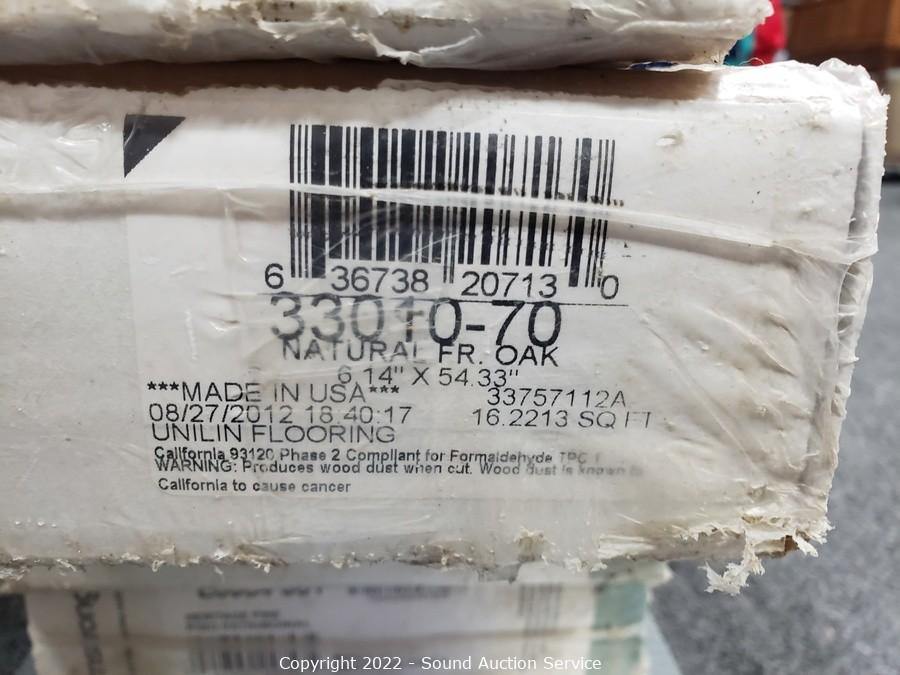 6 36738 20713 0
33010-70
NATURAL FR. OAK
6.14" X 54.33"
***MADE IN USA***
33757112A
08/27/2012 18:40:17
16.2213 SQ FT
UNILIN FLOORING
California 93120 Phase 2 Compliant for Formaldehyde TPC 1
WARNING: Produces wood dust when cut. Wood dust is known to
California to cause cancer
Copyright 2022 - Sound Auction Service